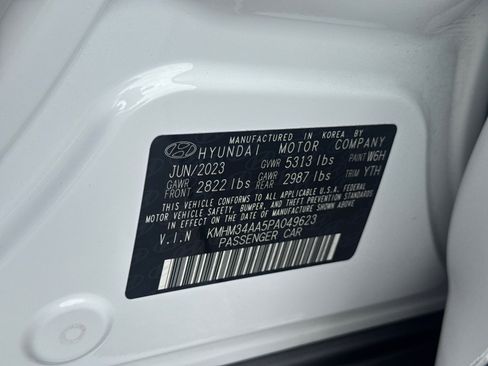 MANUFACTURED IN KOREA BY
HYUNDAI MOTOR COMPANY
JUN/2023 GVWR 5313 lbs PAINT W6H
GAWR FRONT 2822 lbs GAWR REAR 2987 lbs TRIM YTH
THIS VEHICLE CONFORMS TO ALL APPLICABLE U.S.A. FEDERAL
MOTOR VEHICLE SAFETY, BUMPER, AND THEFT PREVENTION STANDARDS
IN EFFECT ON THE DATE OF MANUFACTURE SHOWN ABOVE.
V.I.N KMHM34AA5PA049623
PASSENGER CAR